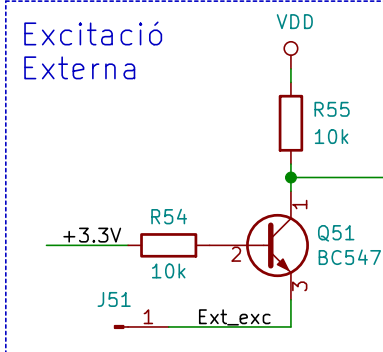 Excitació
Externa
VDD
R55
10k
1
R54
+3.3V
10k
2
Q51
BC547
3
J51
1
Ext_exc